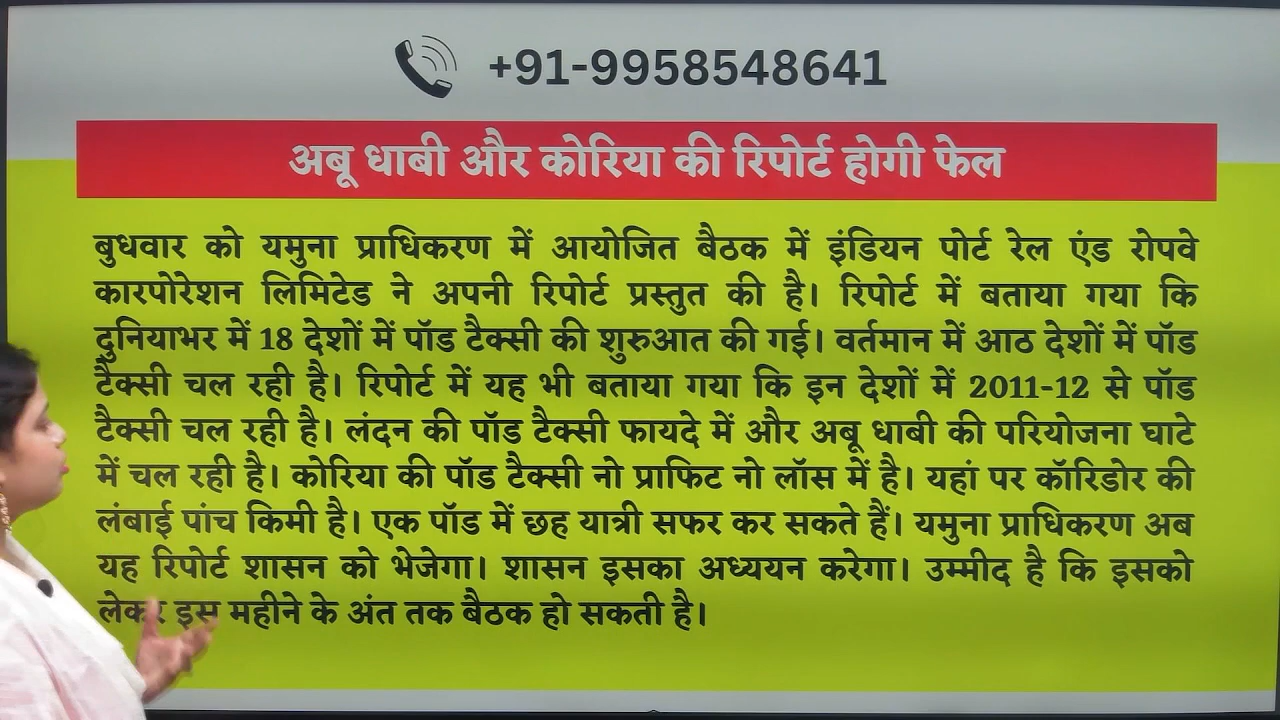 +91-9958548641
अबू धाबी और कोरिया की रिपोर्ट होगी फेल
बुधवार को यमुना प्राधिकरण में आयोजित बैठक में इंडियन पोर्ट रेल एंड रोपवे
कारपोरेशन लिमिटेड ने अपनी रिपोर्ट प्रस्तुत की है। रिपोर्ट में बताया गया कि
दुनियाभर में 18 देशों में पॉड टैक्सी की शुरुआत की गई। वर्तमान में आठ देशों में पॉड
टैक्सी चल रही है। रिपोर्ट में यह भी बताया गया कि इन देशों में 2011-12 से पॉड
टैक्सी चल रही है। लंदन की पॉड टैक्सी फायदे में और अबू धाबी की परियोजना घाटे
में चल रही है। कोरिया की पॉड टैक्सी नो प्राफिट नो लॉस में है। यहां पर कॉरिडोर की
लंबाई पांच किमी है। एक पॉड में छह यात्री सफर कर सकते हैं। यमुना प्राधिकरण अब
यह रिपोर्ट शासन को भेजेगा। शासन इसका अध्ययन करेगा। उम्मीद है कि इसको
लेकर इस महीने के अंत तक बैठक हो सकती है।